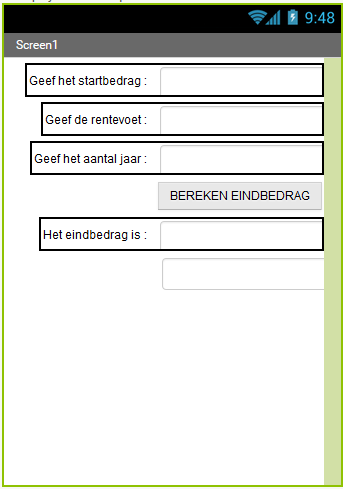 9:48
Screen1
Geef het startbedrag :
Geef de rentevoet :
Geef het aantal jaar :
BEREKEN EINDBEDRAG
Het eindbedrag is :